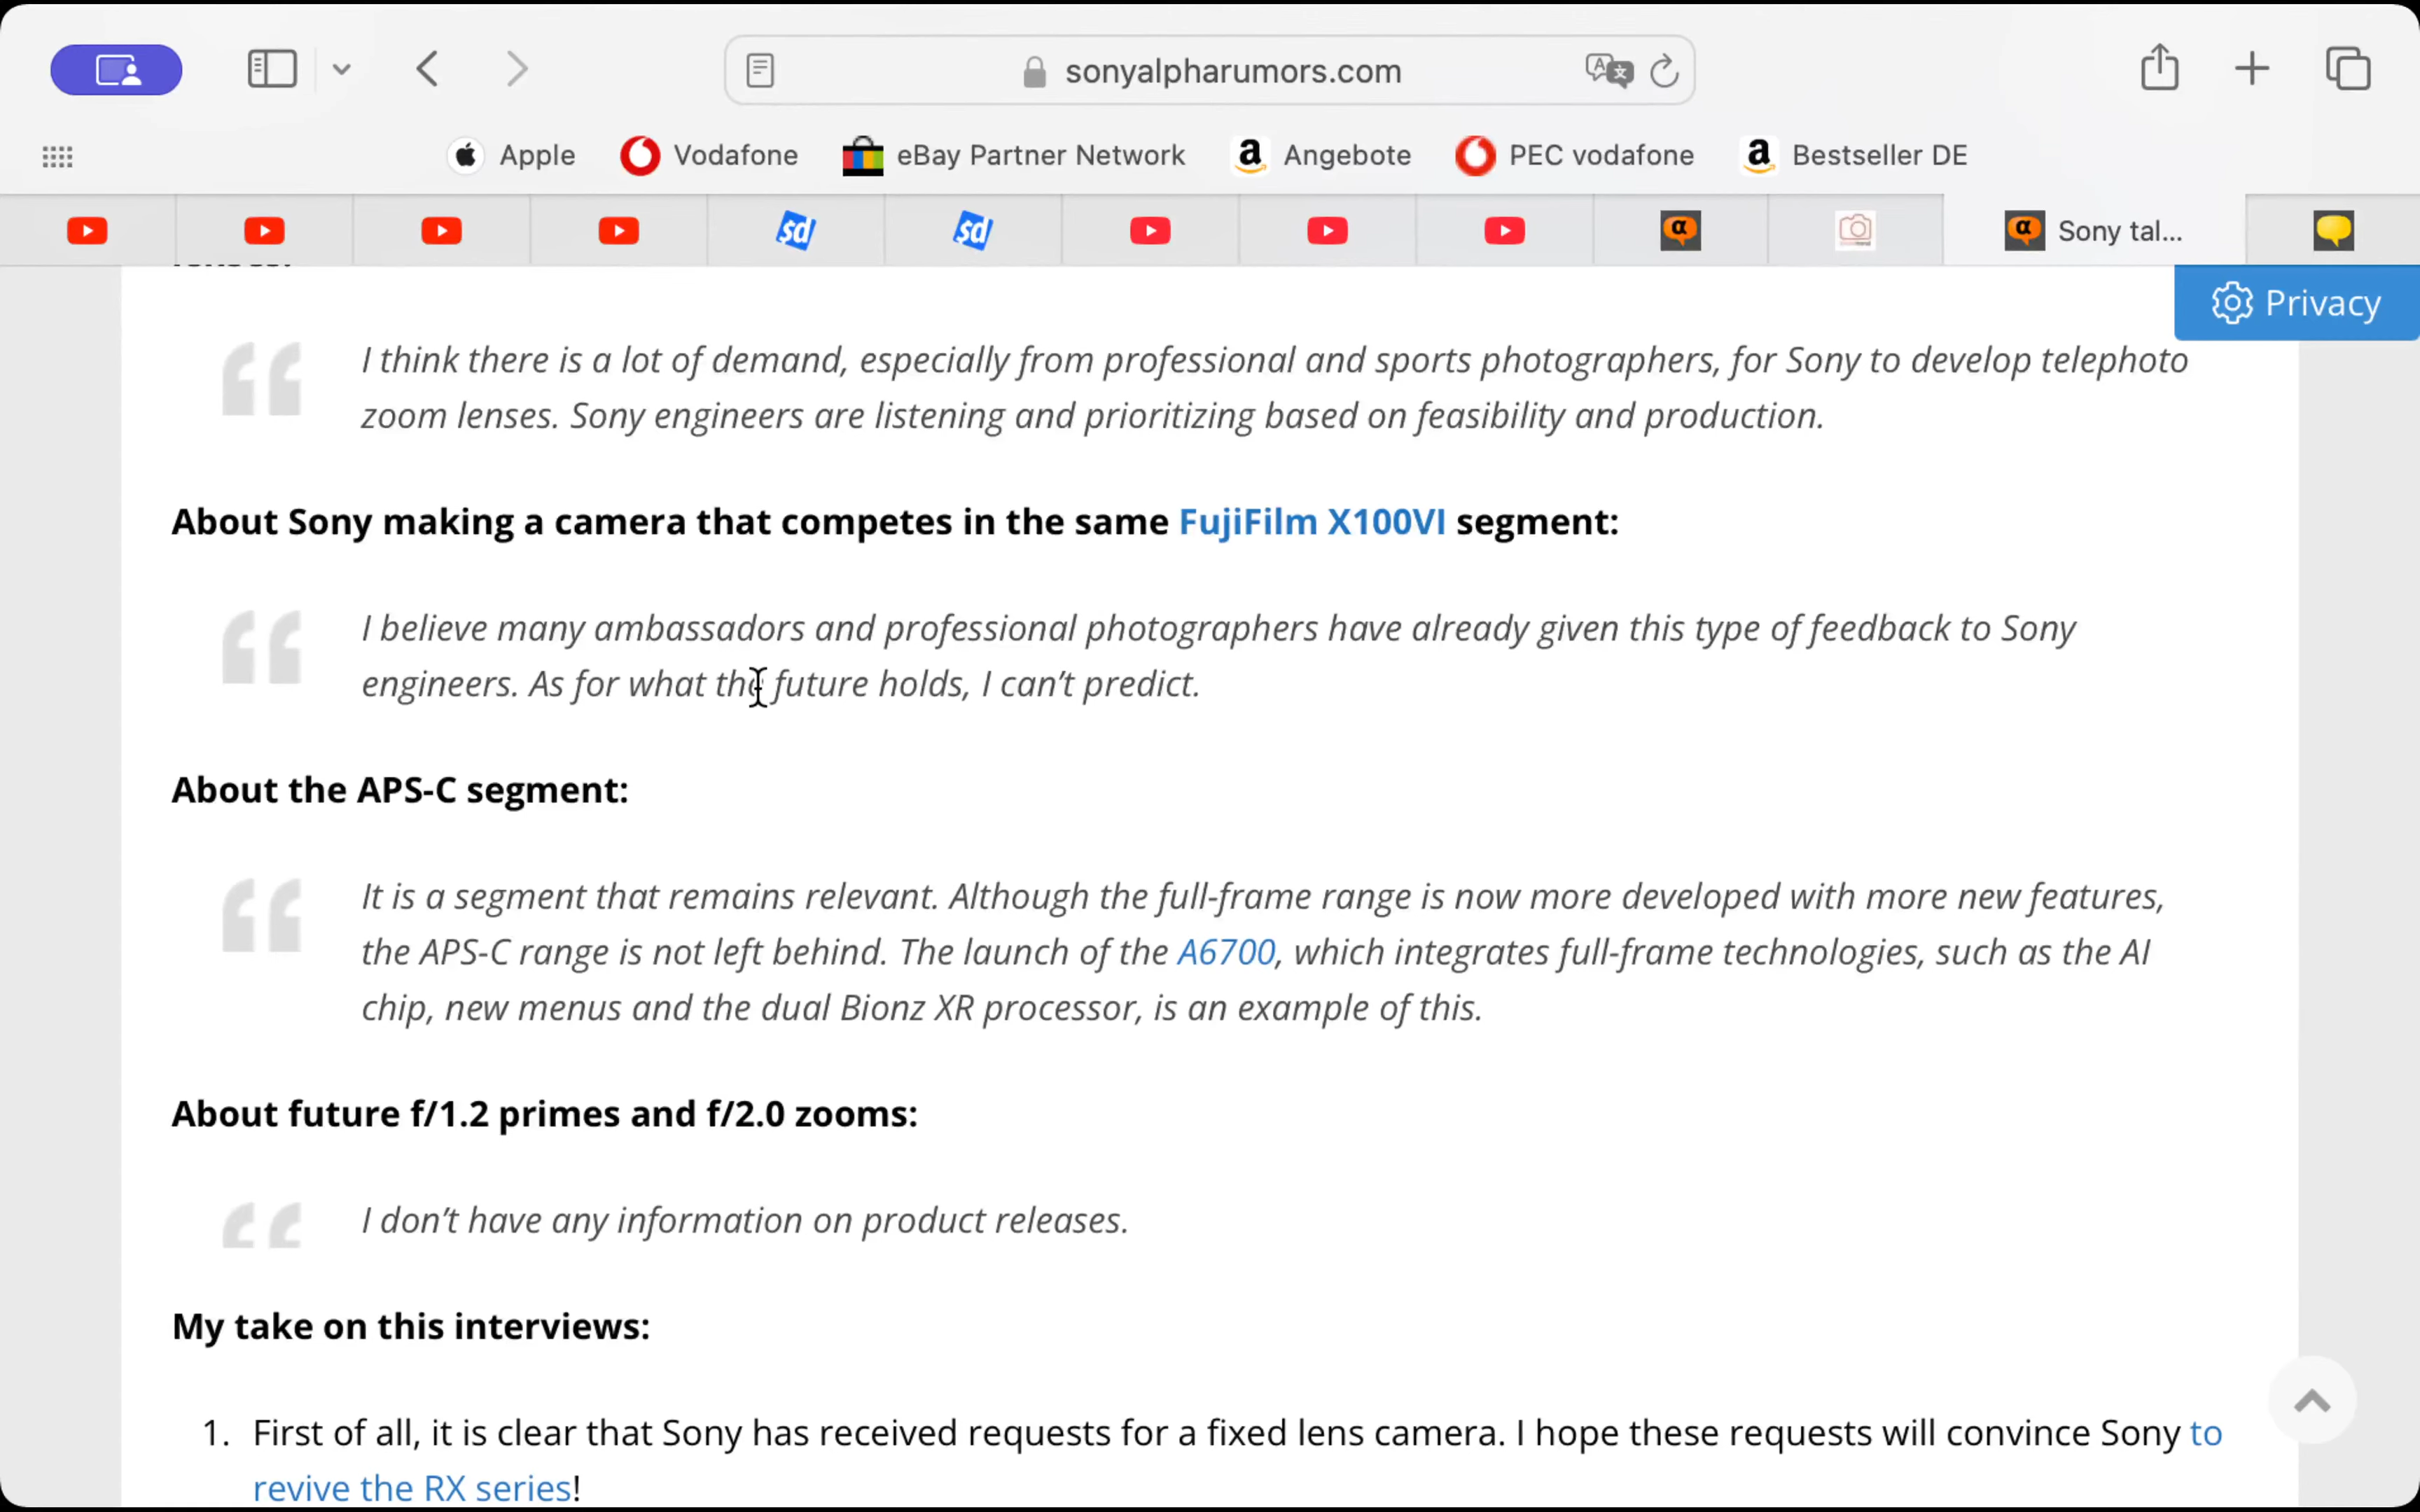 sonyalpharumors.com
Apple
Vodafone
eBay Partner Network
Angebote
PEC vodafone
Bestseller DE
Sony tal...
Privacy
I think there is a lot of demand, especially from professional and sports photographers, for Sony to develop telephoto
zoom lenses. Sony engineers are listening and prioritizing based on feasibility and production.
About Sony making a camera that competes in the same FujiFilm X100VI segment:
I believe many ambassadors and professional photographers have already given this type of feedback to Sony
engineers. As for what the future holds, I can’t predict.
About the APS-C segment:
It is a segment that remains relevant. Although the full-frame range is now more developed with more new features,
the APS-C range is not left behind. The launch of the A6700, which integrates full-frame technologies, such as the AI
chip, new menus and the dual Bionz XR processor, is an example of this.
About future f/1.2 primes and f/2.0 zooms:
I don’t have any information on product releases.
My take on this interviews:
1. First of all, it is clear that Sony has received requests for a fixed lens camera. I hope these requests will convince Sony to
revive the RX series!